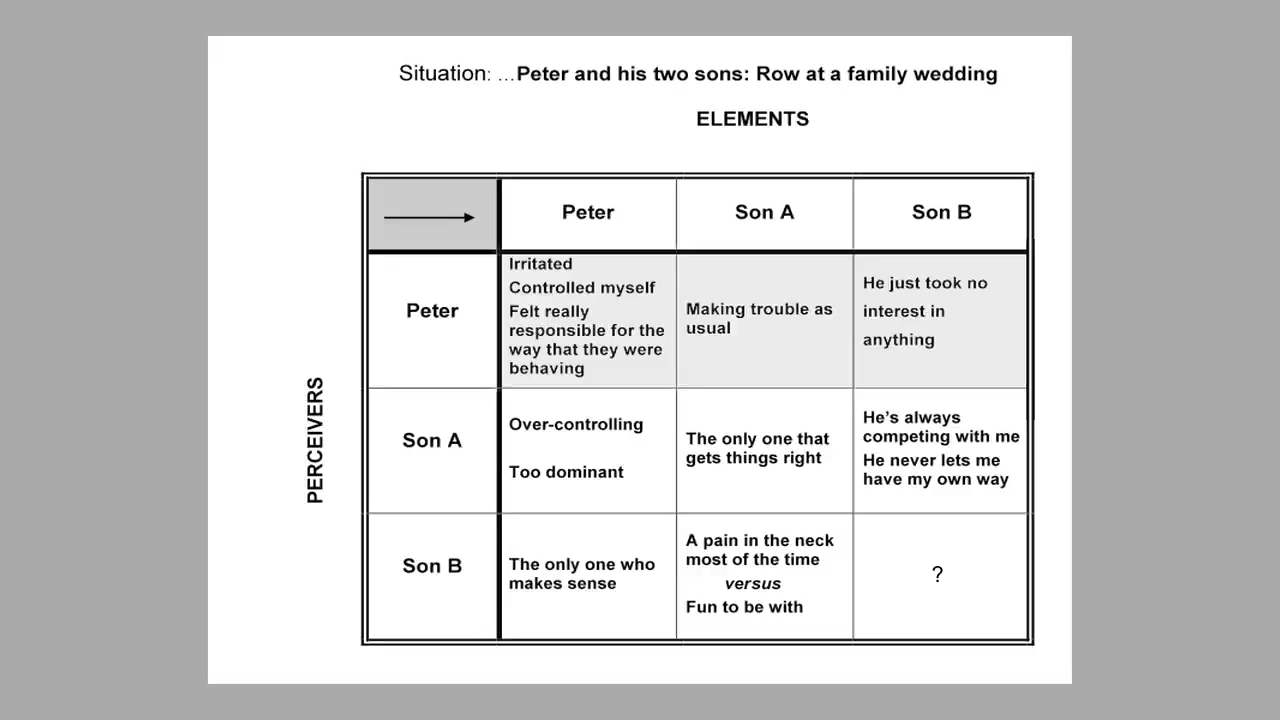 Situation: ...Peter and his two sons: Row at a family wedding
ELEMENTS
Peter
Son A
Son B
PERCEIVERS
Peter
Irritated
Controlled myself
Felt really
responsible for the
way that they were
behaving
Making trouble as
usual
He just took no
interest in
anything
Son A
Over-controlling
Too dominant
The only one that
gets things right
He’s always
competing with me
He never lets me
have my own way
Son B
The only one who
makes sense
A pain in the neck
most of the time
versus
Fun to be with
?